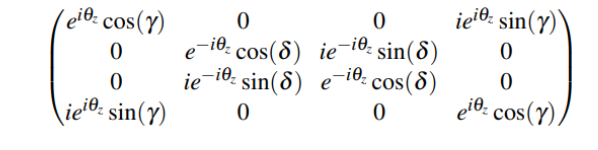 e^{iθ_z} cos(γ) 0 0 ie^{iθ_z} sin(γ)
0 e^{-iθ_z} cos(δ) ie^{-iθ_z} sin(δ) 0
0 ie^{-iθ_z} sin(δ) e^{-iθ_z} cos(δ) 0
ie^{iθ_z} sin(γ) 0 0 e^{iθ_z} cos(γ)